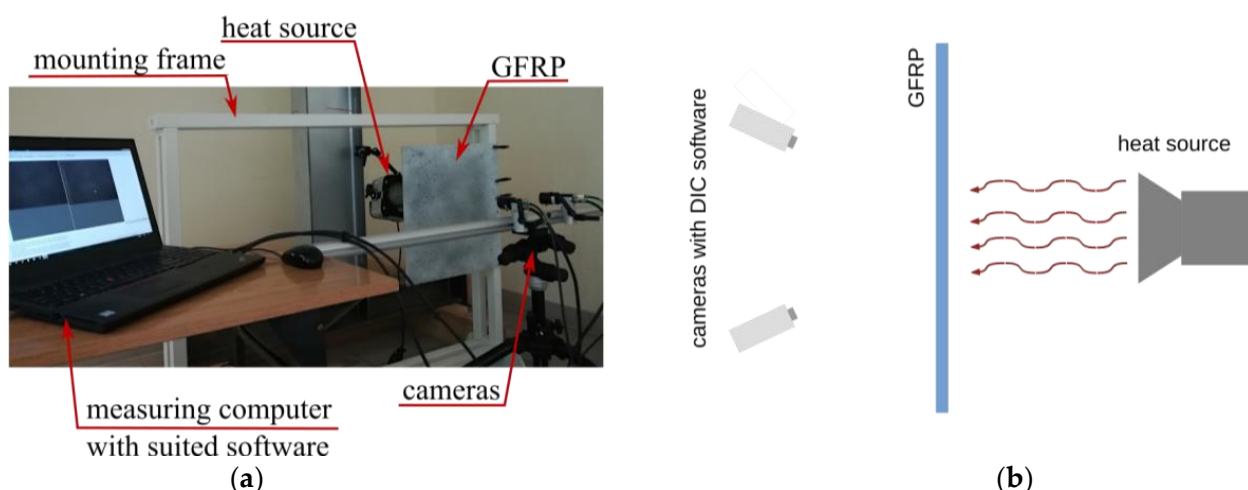 heat source
mounting frame
GFRP
cameras
measuring computer
with suited software
(a)
cameras with DIC software
GFRP
heat source
(b)